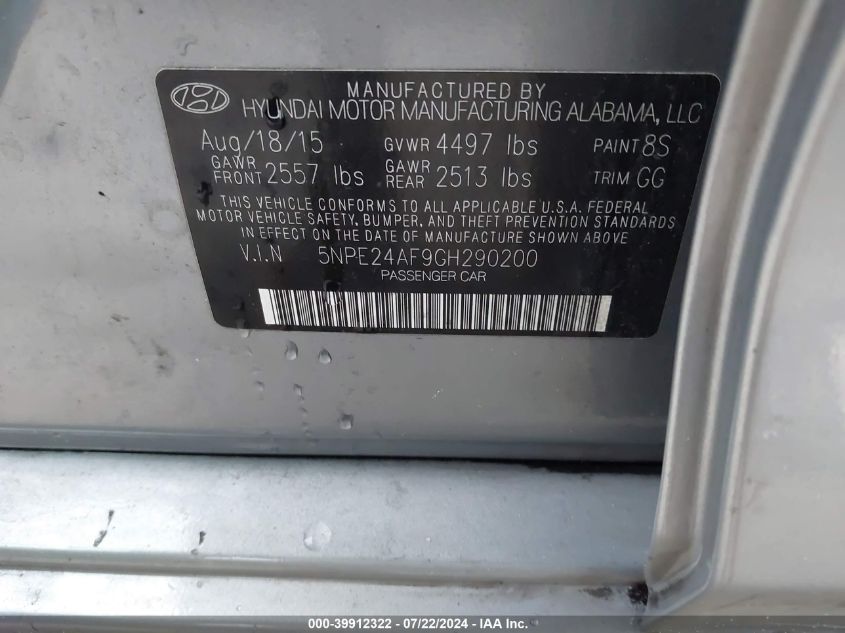 MANUFACTURED BY
HYUNDAI MOTOR MANUFACTURING ALABAMA, LLC
Aug/18/15 GVWR 4497 lbs PAINT 8S
GAWR FRONT 2557 lbs GAWR REAR 2513 lbs TRIM GG
THIS VEHICLE CONFORMS TO ALL APPLICABLE U.S.A. FEDERAL
MOTOR VEHICLE SAFETY, BUMPER, AND THEFT PREVENTION STANDARDS
IN EFFECT ON THE DATE OF MANUFACTURE SHOWN ABOVE
V.I.N 5NPE24AF9GH290200
PASSENGER CAR
000-39912322 - 07/22/2024 - IAA Inc.